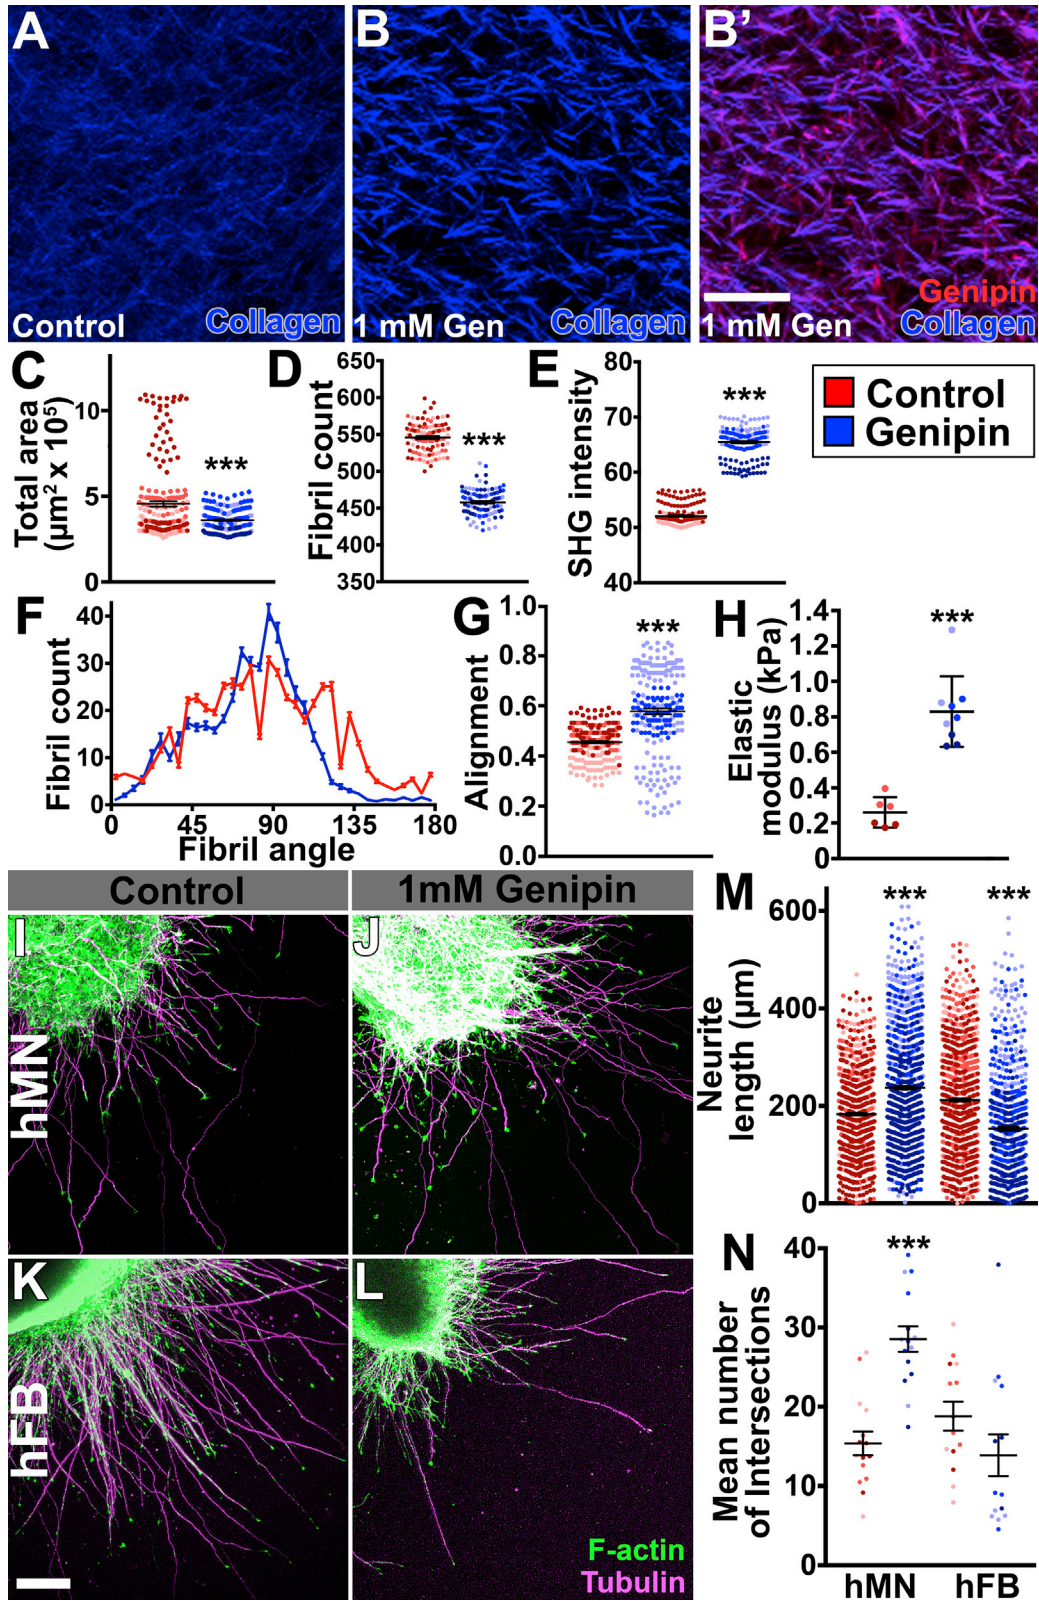 A
Control
Collagen
B
1 mM Gen
Collagen
B’
Genipin
1 mM Gen
Collagen
C
Total area
(µm² x 10⁵)
10
5
0
***
D
Fibril count
650
600
550
500
450
400
350
***
E
SHG intensity
80
70
60
50
40
***
Control
Genipin
F
Fibril count
40
30
20
10
0
0
45
90
135
180
Fibril angle
G
Alignment
1.0
0.8
0.6
0.4
0.2
0.0
***
H
Elastic
modulus (kPa)
1.4
1.2
1.0
0.8
0.6
0.4
0.2
0
***
Control
1mM Genipin
I
hMN
J
K
hFB
L
F-actin
Tubulin
M
Neurite
length (µm)
600
400
200
0
***
***
N
Mean number
of Intersections
40
30
20
10
0
***
hMN
hFB